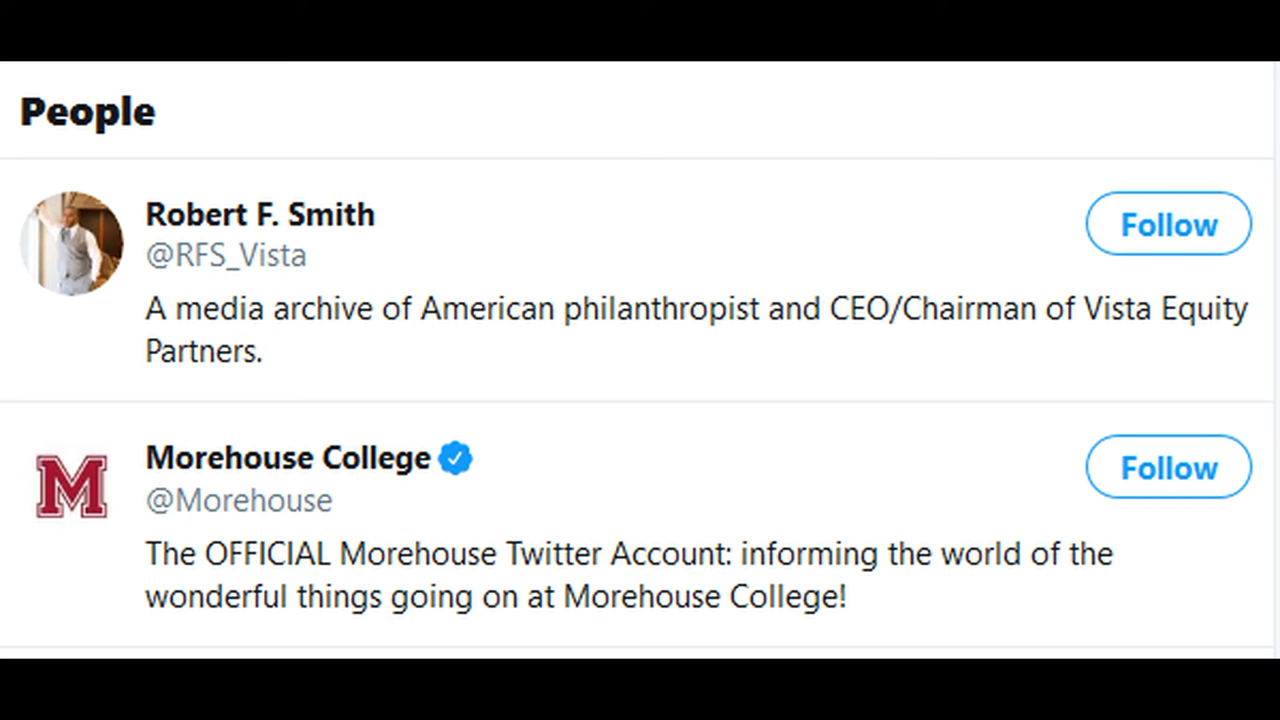 People
Robert F. Smith
Follow
@RFS_Vista
A media archive of American philanthropist and CEO/Chairman of Vista Equity
Partners.
M
Morehouse College
Follow
@Morehouse
The OFFICIAL Morehouse Twitter Account: informing the world of the
wonderful things going on at Morehouse College!